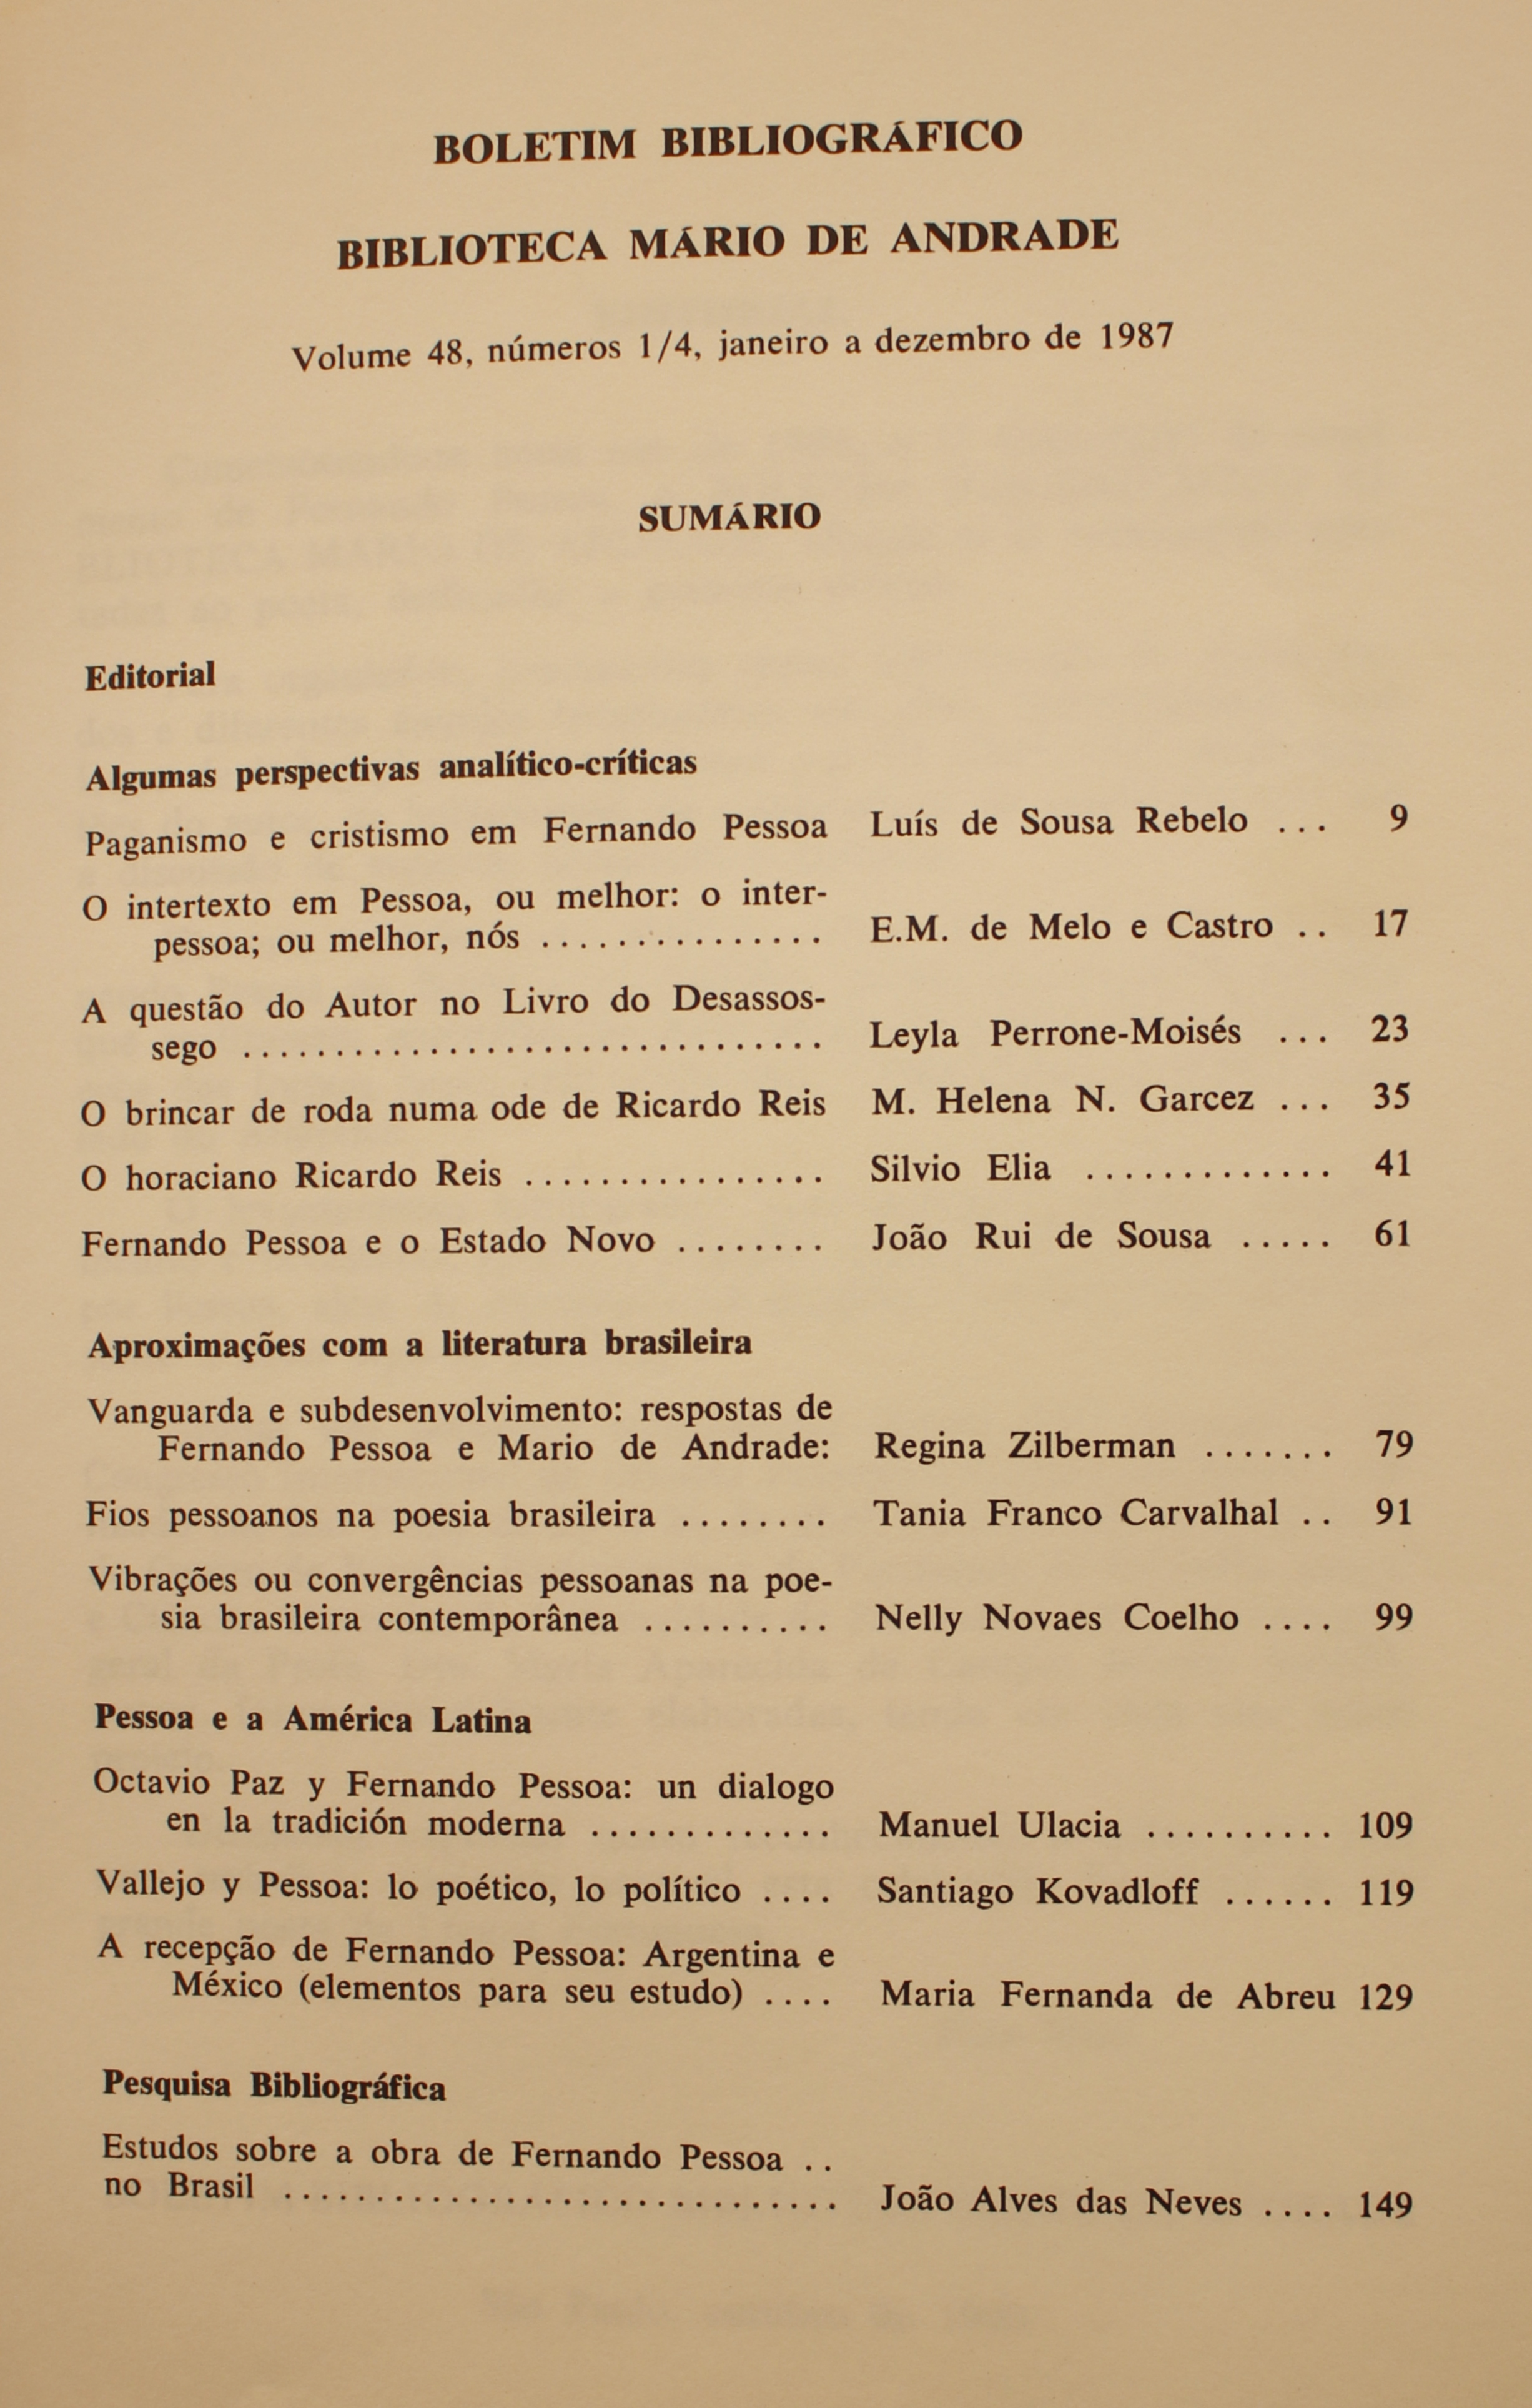 BOLETIM BIBLIOGRÁFICO
BIBLIOTECA MÁRIO DE ANDRADE
Volume 48, números 1/4, janeiro a dezembro de 1987
SUMÁRIO
Editorial
Algumas perspectivas analítico-críticas
Paganismo e cristismo em Fernando Pessoa Luís de Sousa Rebelo ... 9
O intertexto em Pessoa, ou melhor: o inter-
pessoa; ou melhor, nós ............... E.M. de Melo e Castro .. 17
A questão do Autor no Livro do Desassos-
sego ................................ Leyla Perrone-Moisés ... 23
O brincar de roda numa ode de Ricardo Reis M. Helena N. Garcez ... 35
O horaciano Ricardo Reis ................ Silvio Elia ............. 41
Fernando Pessoa e o Estado Novo ........ João Rui de Sousa ..... 61
Aproximações com a literatura brasileira
Vanguarda e subdesenvolvimento: respostas de
Fernando Pessoa e Mario de Andrade: Regina Zilberman ....... 79
Fios pessoanos na poesia brasileira ........ Tania Franco Carvalhal .. 91
Vibrações ou convergências pessoanas na poe-
sia brasileira contemporânea .......... Nelly Novaes Coelho .... 99
Pessoa e a América Latina
Octavio Paz y Fernando Pessoa: un dialogo
en la tradición moderna ............. Manuel Ulacia .......... 109
Vallejo y Pessoa: lo poético, lo político .... Santiago Kovadloff ...... 119
A recepção de Fernando Pessoa: Argentina e
México (elementos para seu estudo) .... Maria Fernanda de Abreu 129
Pesquisa Bibliográfica
Estudos sobre a obra de Fernando Pessoa ..
no Brasil ............................... João Alves das Neves .... 149